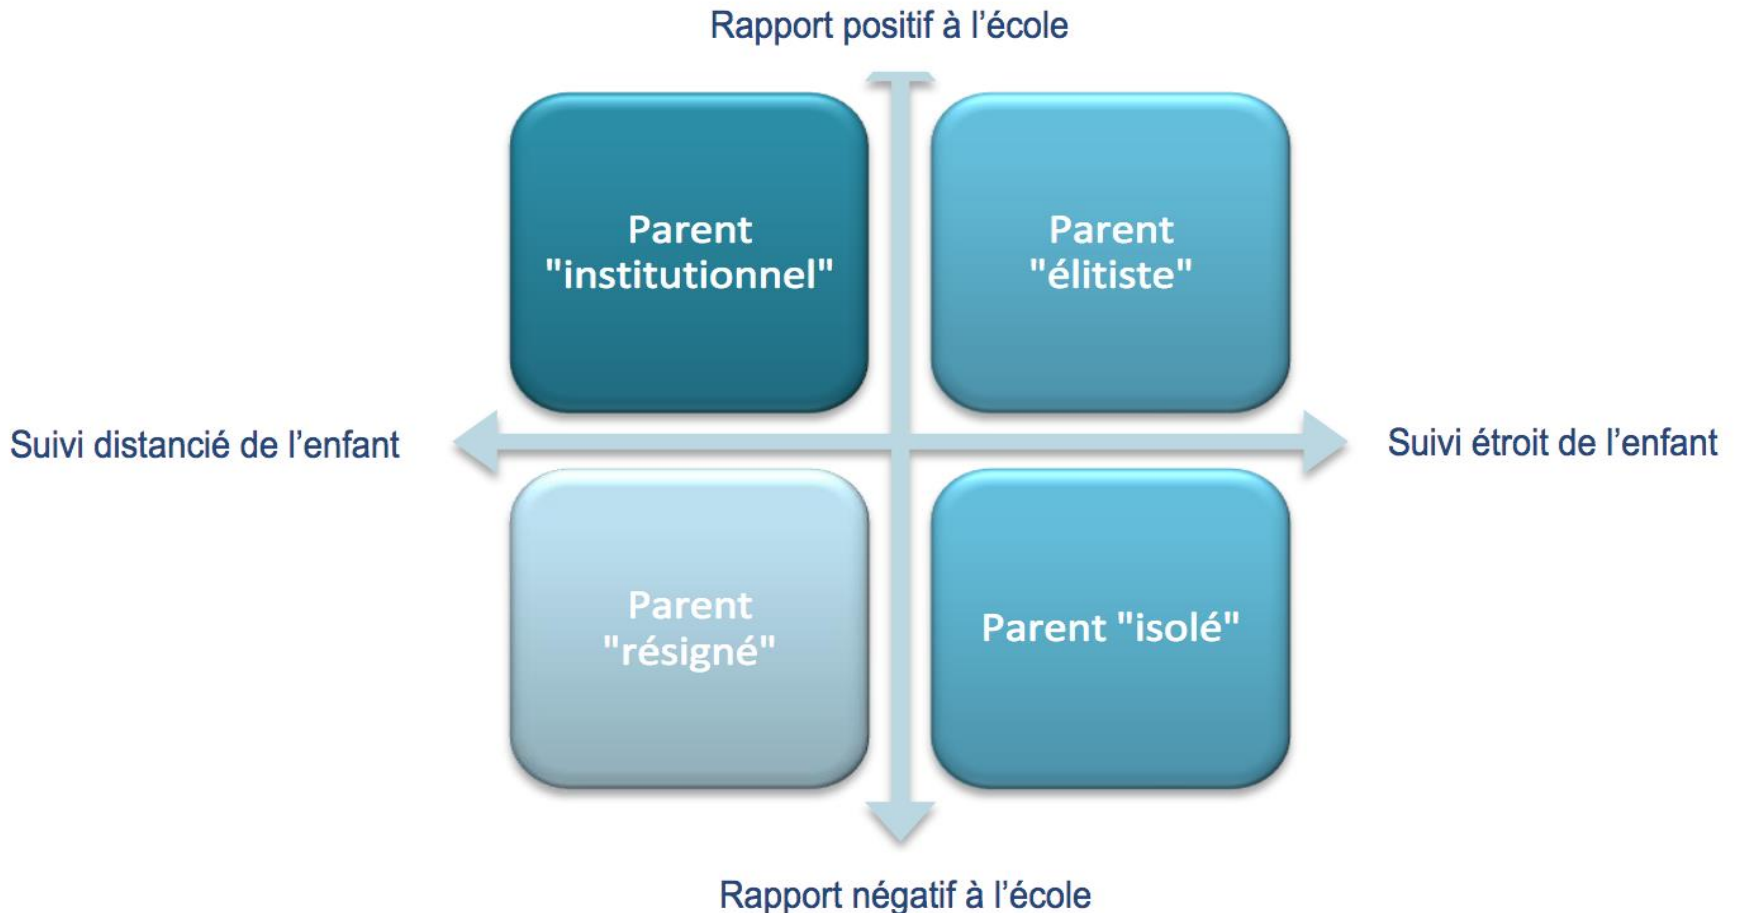 Rapport positif à l’école
Parent
"institutionnel"
Parent
"élitiste"
Suivi distancié de l’enfant
Suivi étroit de l’enfant
Parent
"résigné"
Parent "isolé"
Rapport négatif à l’école